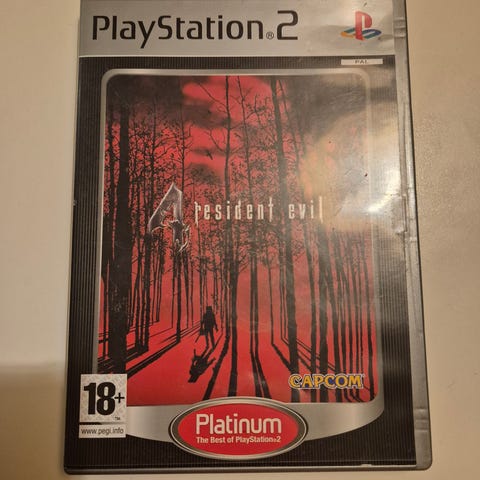 PlayStation®2
PAL
4 resident evil
CAPCOM
18+
www.pegi.info
Platinum
The Best of PlayStation®2